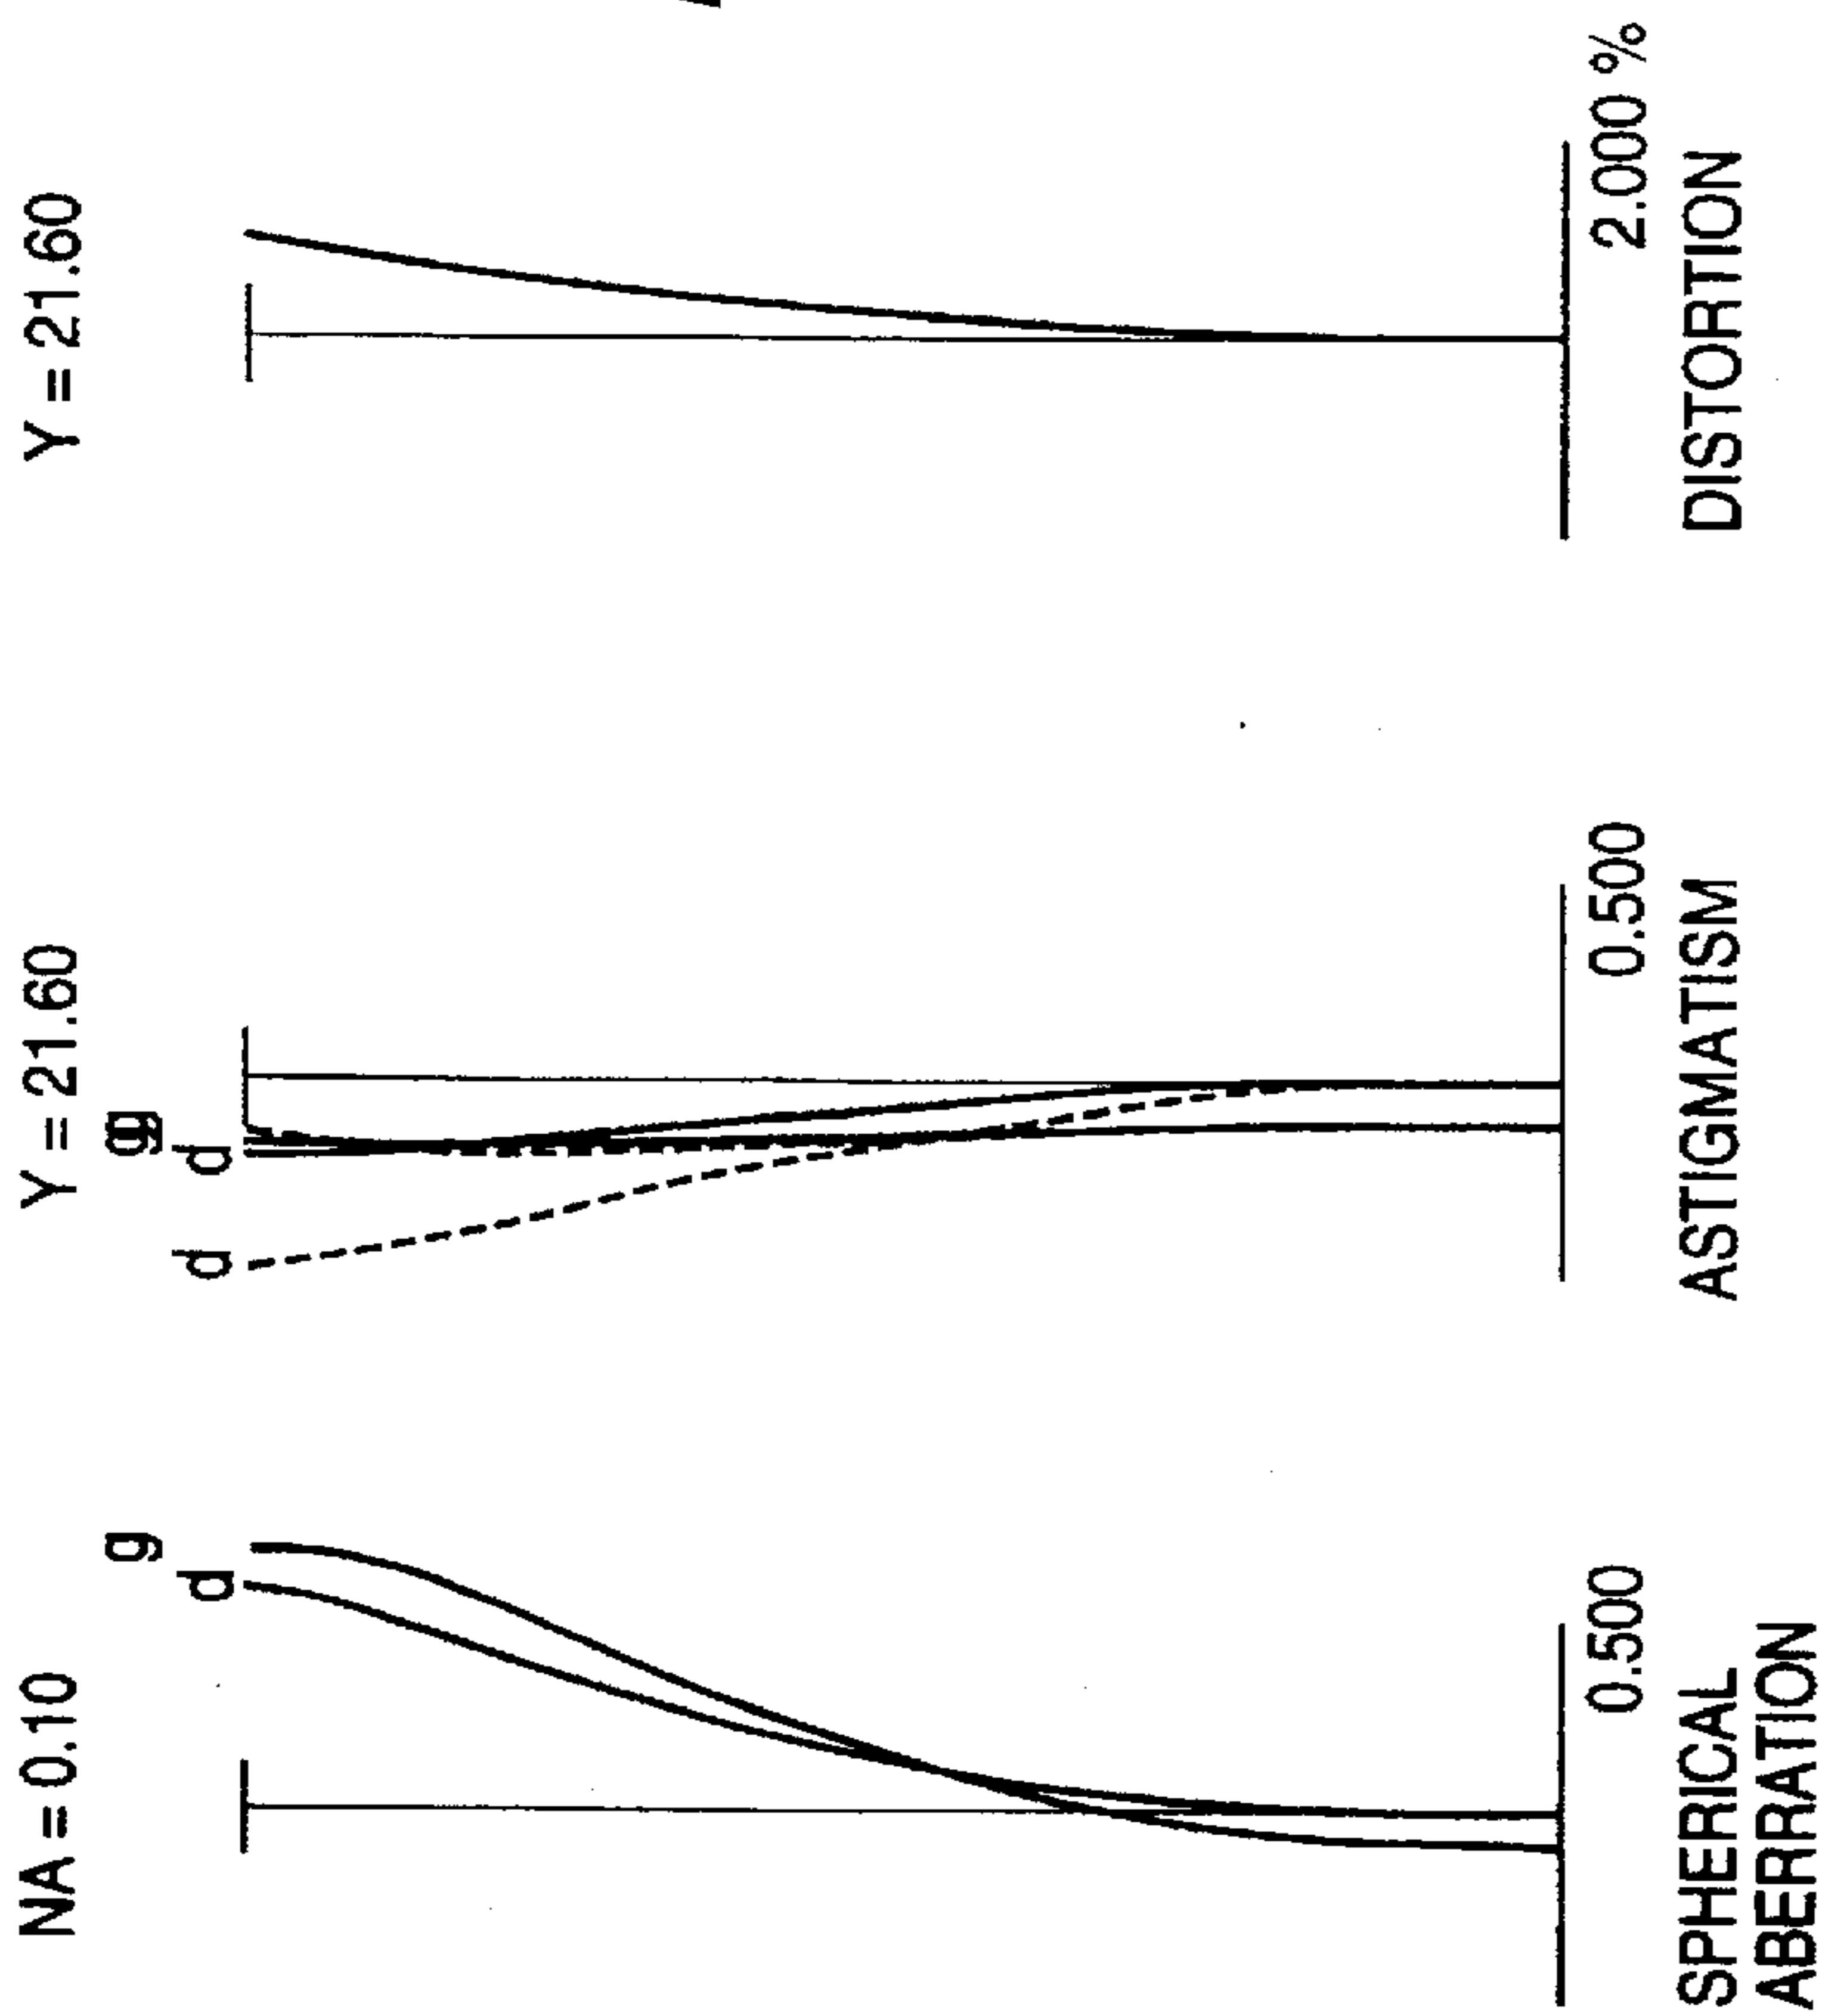 NA = 0.10
g
d
0.500
SPHERICAL
ABERRATION
Y = 21.60
g
g
d
d
0.500
ASTIGMATISM
Y = 21.60
2.000 %
DISTORTION